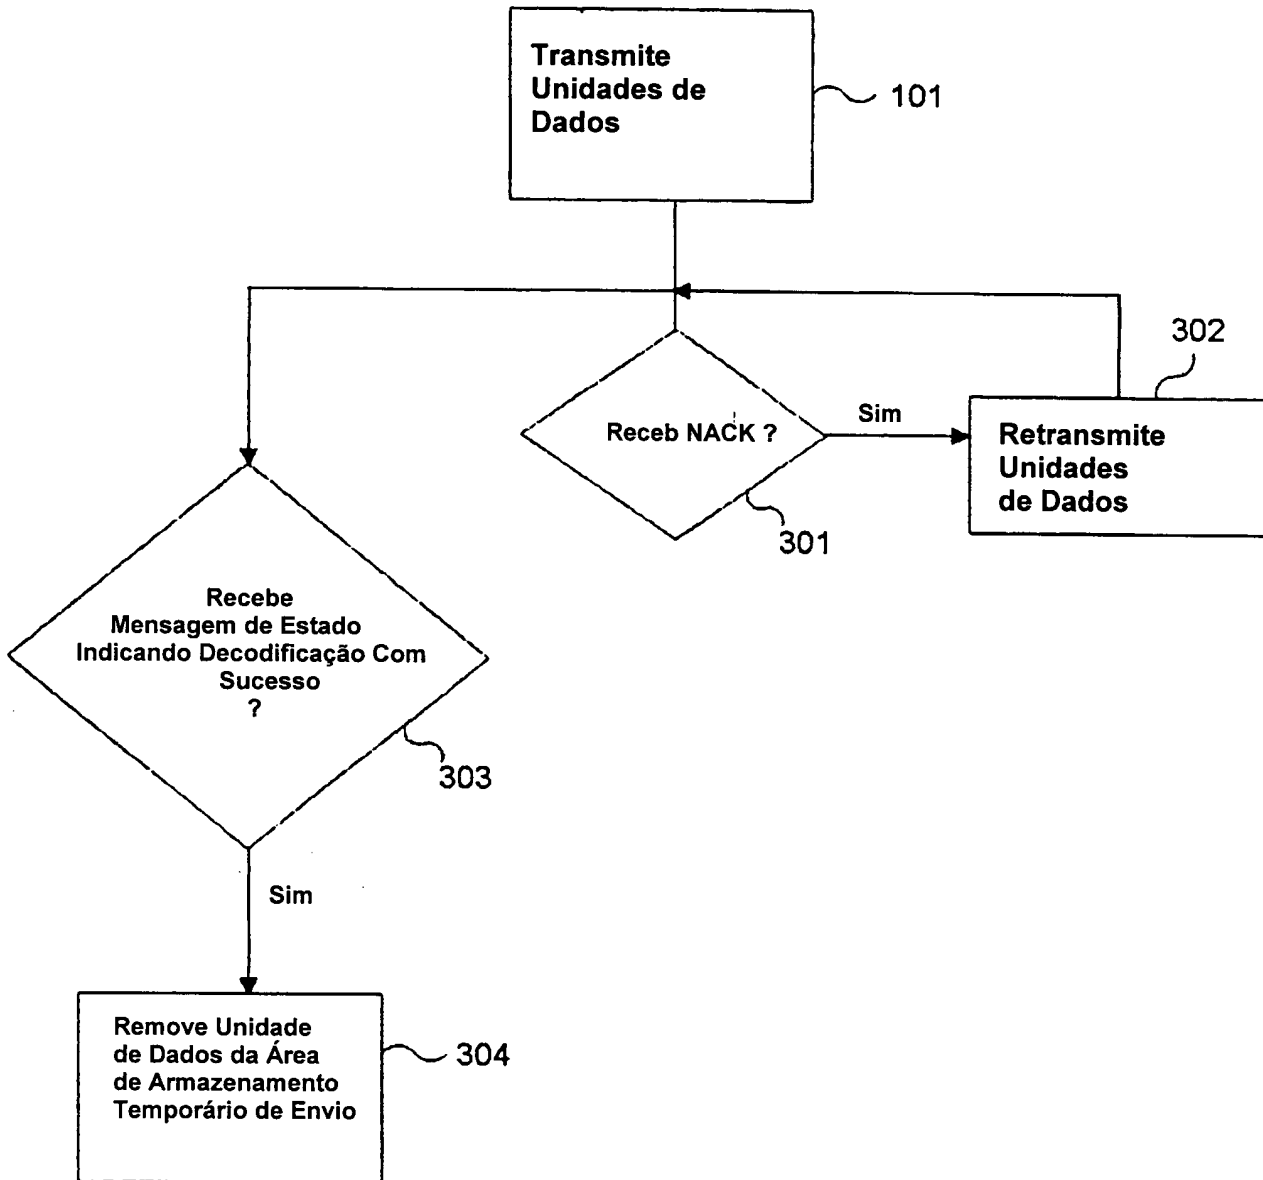 Transmite
Unidades de
Dados
101
302
Sim
Receb NACK ?
Retransmite
Unidades
de Dados
301
Recebe
Mensagem de Estado
Indicando Decodificação Com
Sucesso
?
303
Sim
Remove Unidade
de Dados da Área
de Armazenamento
Temporário de Envio
304